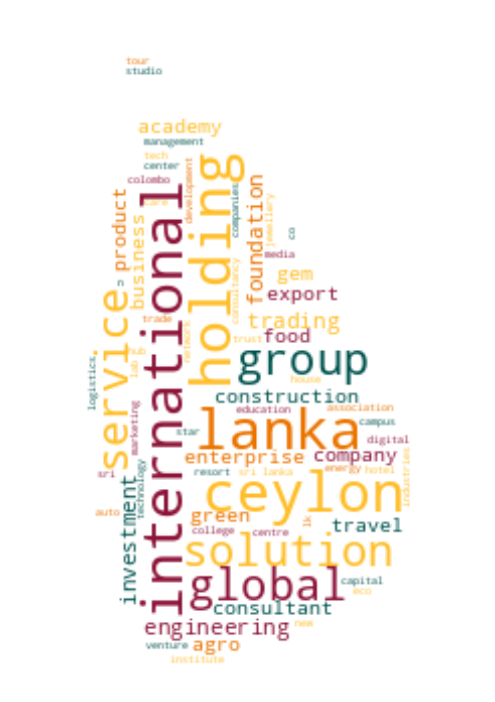 tour
studio
academy
management
tech
center
colombo
care
development
holding
international
companies
product
business
foundation
jewellery
co
media
consultancy
n
gem
export
service
trade
trading
network
trust
food
hub
lab
group
logistics
house
construction
marketing
education
association
lanka
campus
star
digital
enterprise
company
sri
resort
sri lanka
energy
hotel
industries
technology
investment
ceylon
auto
green
lk
travel
college
centre
solution
global
capital
eco
consultant
engineering
new
venture
agro
institute